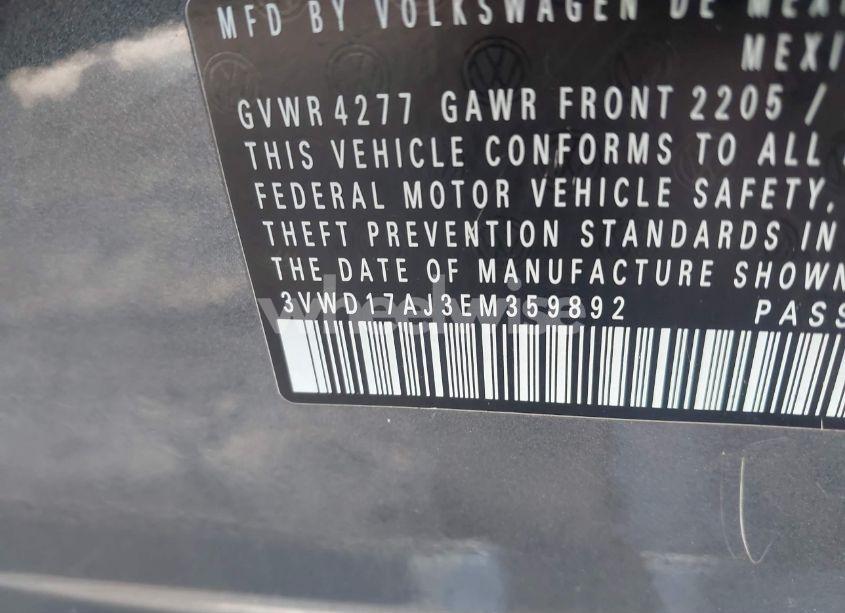 MFD BY VOLKSWAGEN DE
GVWR 4277 GAWR FRONT 2205 /
THIS VEHICLE CONFORMS TO ALL
FEDERAL MOTOR VEHICLE SAFETY,
THEFT PREVENTION STANDARDS IN
THE DATE OF MANUFACTURE SHOWN
3VWD17AJ3EM359892 PASS
wheelwise